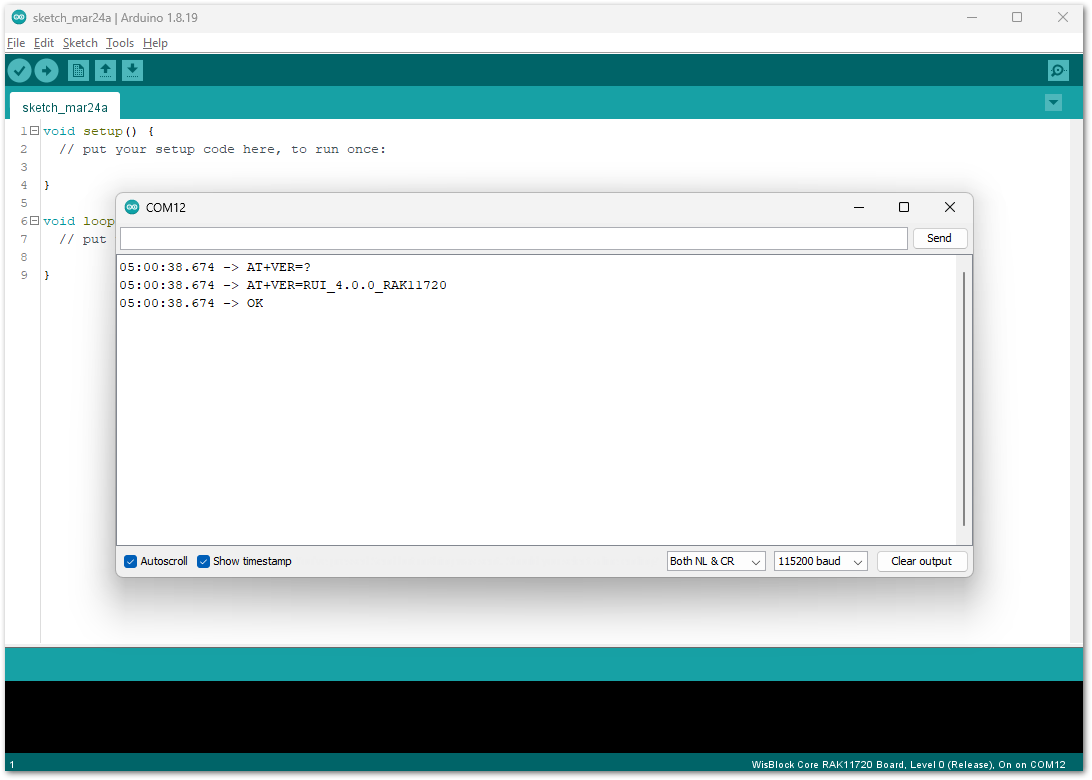 sketch_mar24a | Arduino 1.8.19
File Edit Sketch Tools Help
sketch_mar24a
1 void setup() {
2 // put your setup code here, to run once:
3
4 }
5
6 void loop
7 // put
8
9 }
COM12
Send
05:00:38.674 -> AT+VER=?
05:00:38.674 -> AT+VER=RUI_4.0.0_RAK11720
05:00:38.674 -> OK
Autoscroll Show timestamp Both NL & CR 115200 baud Clear output
1 WisBlock Core RAK11720 Board, Level 0 (Release), On on COM12